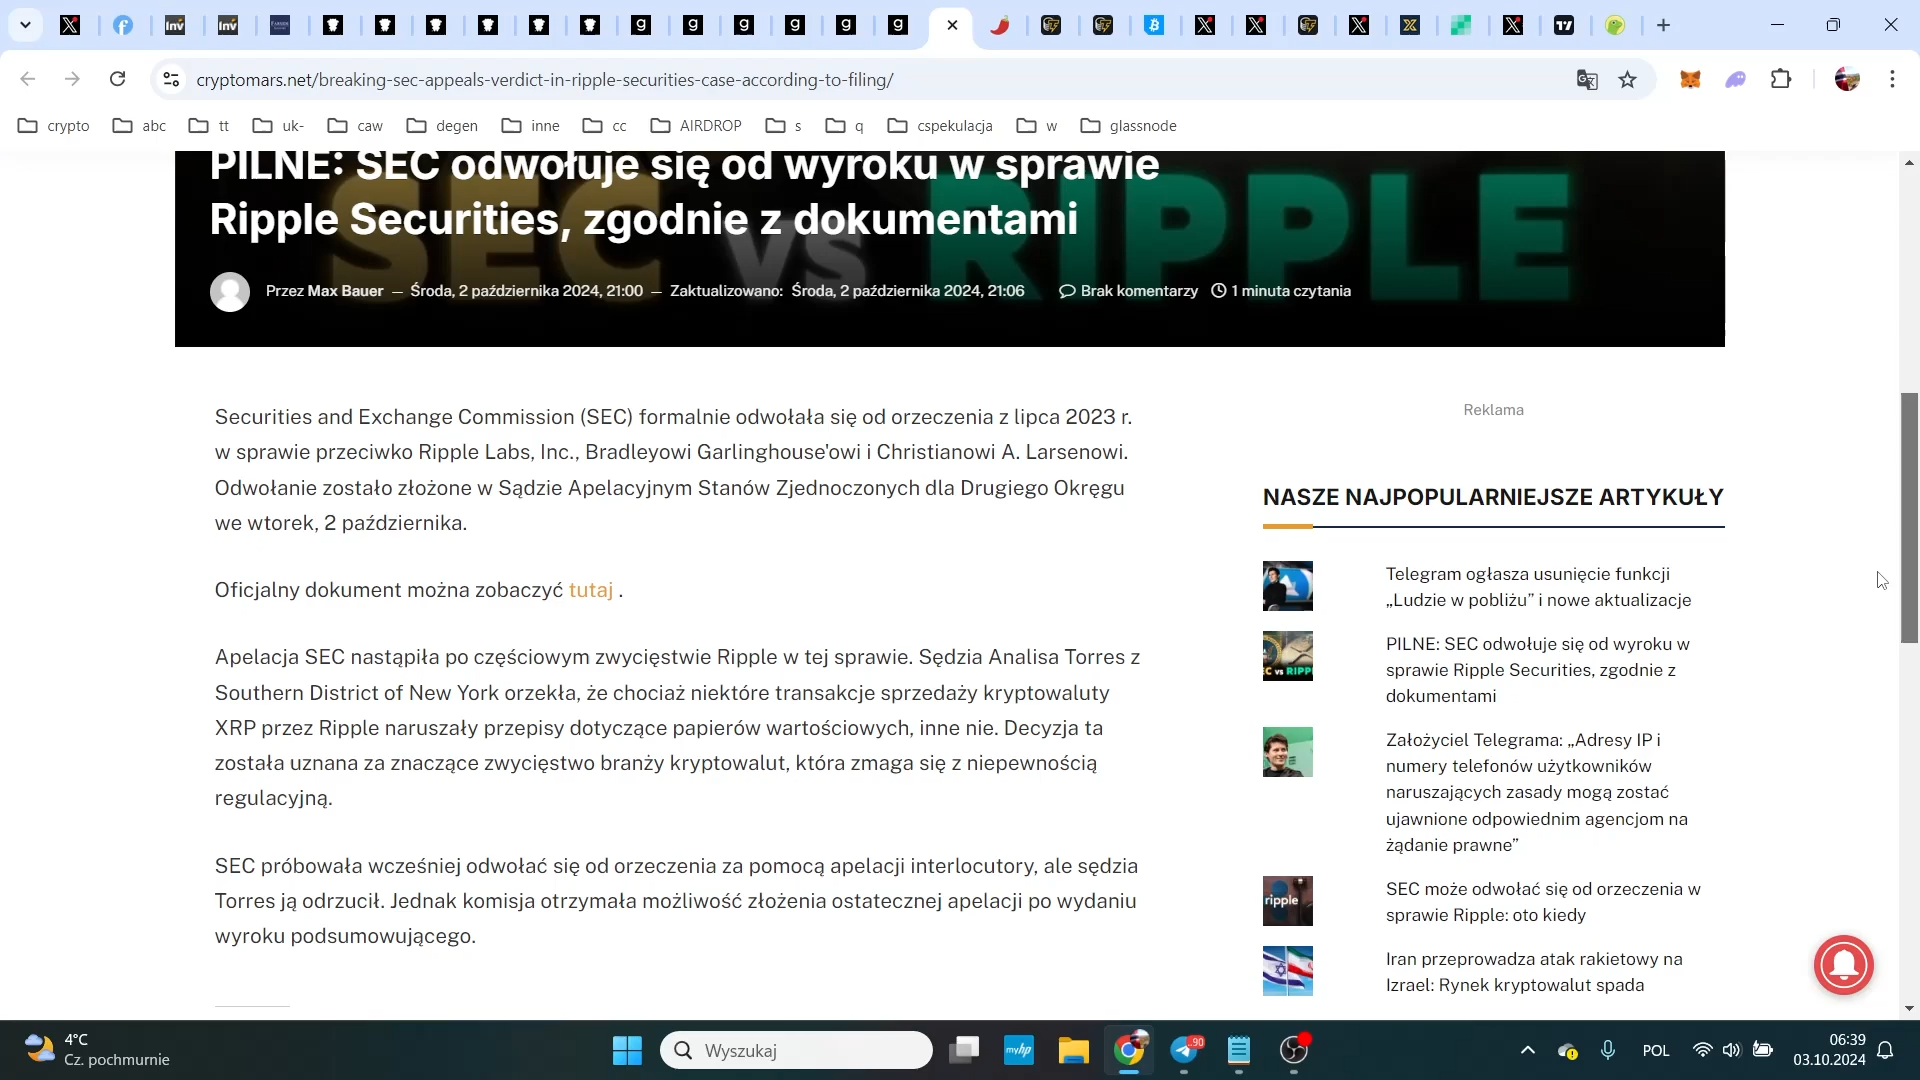 cryptomars.net/breaking-sec-appeals-verdict-in-ripple-securities-case-according-to-filing/
crypto
abc
tt
uk-
caw
degen
inne
cc
AIRDROP
s
q
cspekulacja
w
glassnode
SEC vs RIPPLE
PILNE: SEC odwołuje się od wyroku w sprawie
Ripple Securities, zgodnie z dokumentami
Przez Max Bauer — Środa, 2 października 2024, 21:00 — Zaktualizowano: Środa, 2 października 2024, 21:06 Brak komentarzy 1 minuta czytania
Securities and Exchange Commission (SEC) formalnie odwołała się od orzeczenia z lipca 2023 r.
w sprawie przeciwko Ripple Labs, Inc., Bradleyowi Garlinghouse'owi i Christianowi A. Larsenowi.
Odwołanie zostało złożone w Sądzie Apelacyjnym Stanów Zjednoczonych dla Drugiego Okręgu
we wtorek, 2 października.
Oficjalny dokument można zobaczyć tutaj .
Apelacja SEC nastąpiła po częściowym zwycięstwie Ripple w tej sprawie. Sędzia Analisa Torres z
Southern District of New York orzekła, że chociaż niektóre transakcje sprzedaży kryptowaluty
XRP przez Ripple naruszały przepisy dotyczące papierów wartościowych, inne nie. Decyzja ta
została uznana za znaczące zwycięstwo branży kryptowalut, która zmaga się z niepewnością
regulacyjną.
SEC próbowała wcześniej odwołać się od orzeczenia za pomocą apelacji interlocutory, ale sędzia
Torres ją odrzucił. Jednak komisja otrzymała możliwość złożenia ostatecznej apelacji po wydaniu
wyroku podsumowującego.
Reklama
NASZE NAJPOPULARNIEJSZE ARTYKUŁY
Telegram ogłasza usunięcie funkcji
„Ludzie w pobliżu” i nowe aktualizacje
PILNE: SEC odwołuje się od wyroku w
sprawie Ripple Securities, zgodnie z
dokumentami
Założyciel Telegrama: „Adresy IP i
numery telefonów użytkowników
naruszających zasady mogą zostać
ujawnione odpowiednim agencjom na
żądanie prawne”
ripple
SEC może odwołać się od orzeczenia w
sprawie Ripple: oto kiedy
Iran przeprowadza atak rakietowy na
Izrael: Rynek kryptowalut spada
4°C
Cz. pochmurnie
Wyszukaj
myhp
90
POL
06:39
03.10.2024